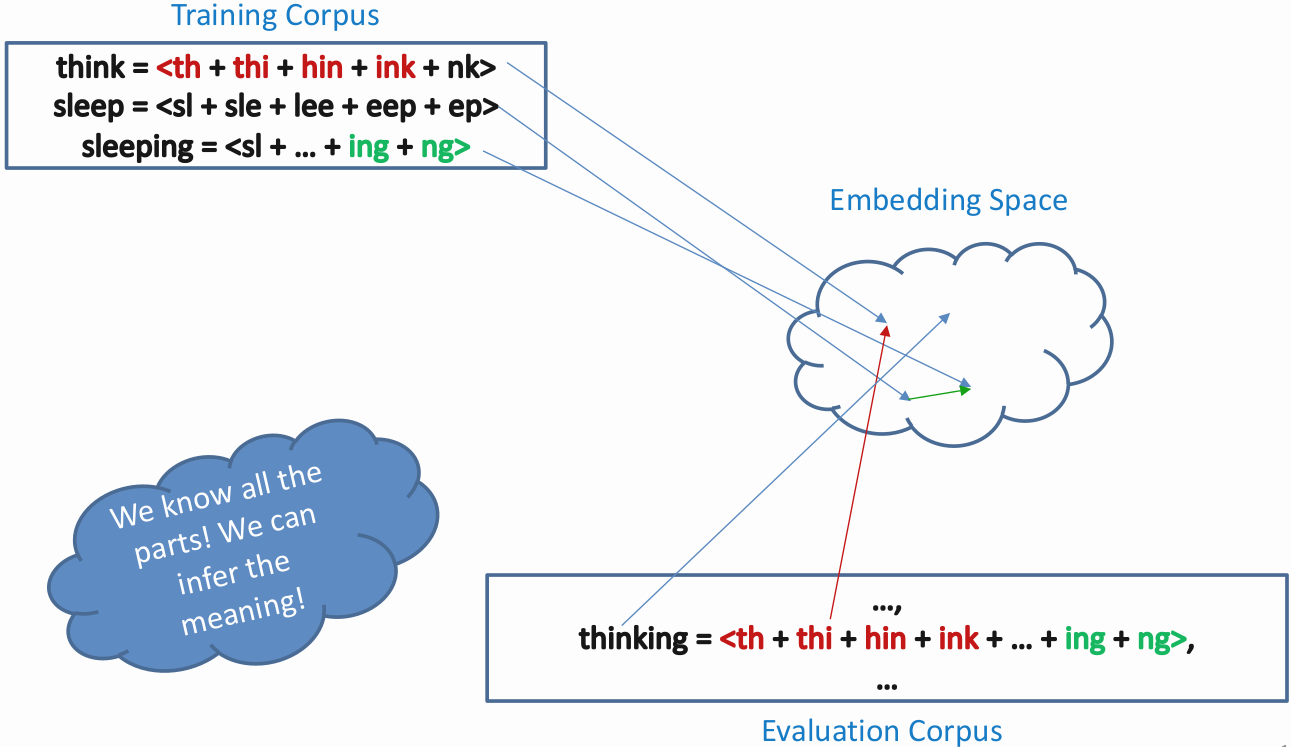 Training Corpus
think = <th + thi + hin + ink + nk>
sleep = <sl + sle + lee + eep + ep>
sleeping = <sl + ... + ing + ng>
Embedding Space
We know all the
parts! We can
infer the
meaning!
...,
thinking = <th + thi + hin + ink + ... + ing + ng>,
...
Evaluation Corpus